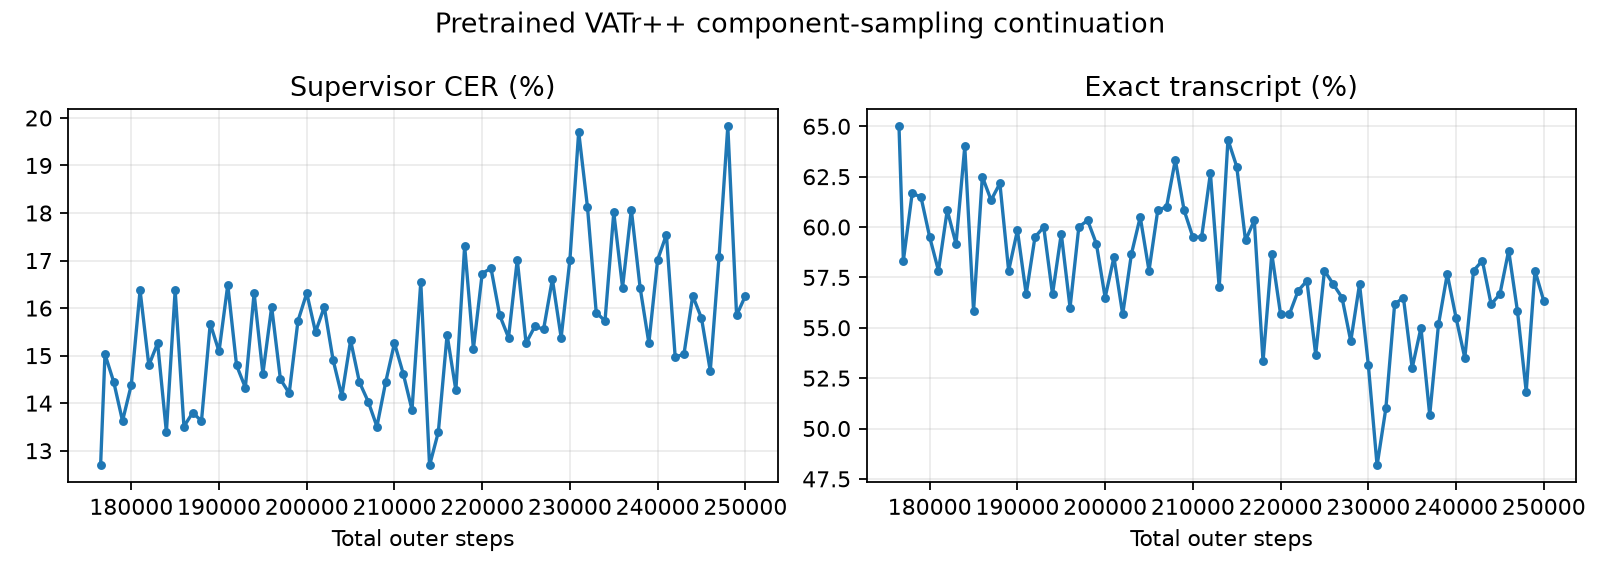 Pretrained VATr++ component-sampling continuation
Supervisor CER (%)
20
19
18
17
16
15
14
13
180000 190000 200000 210000 220000 230000 240000 250000
Total outer steps
Exact transcript (%)
65.0
62.5
60.0
57.5
55.0
52.5
50.0
47.5
180000 190000 200000 210000 220000 230000 240000 250000
Total outer steps